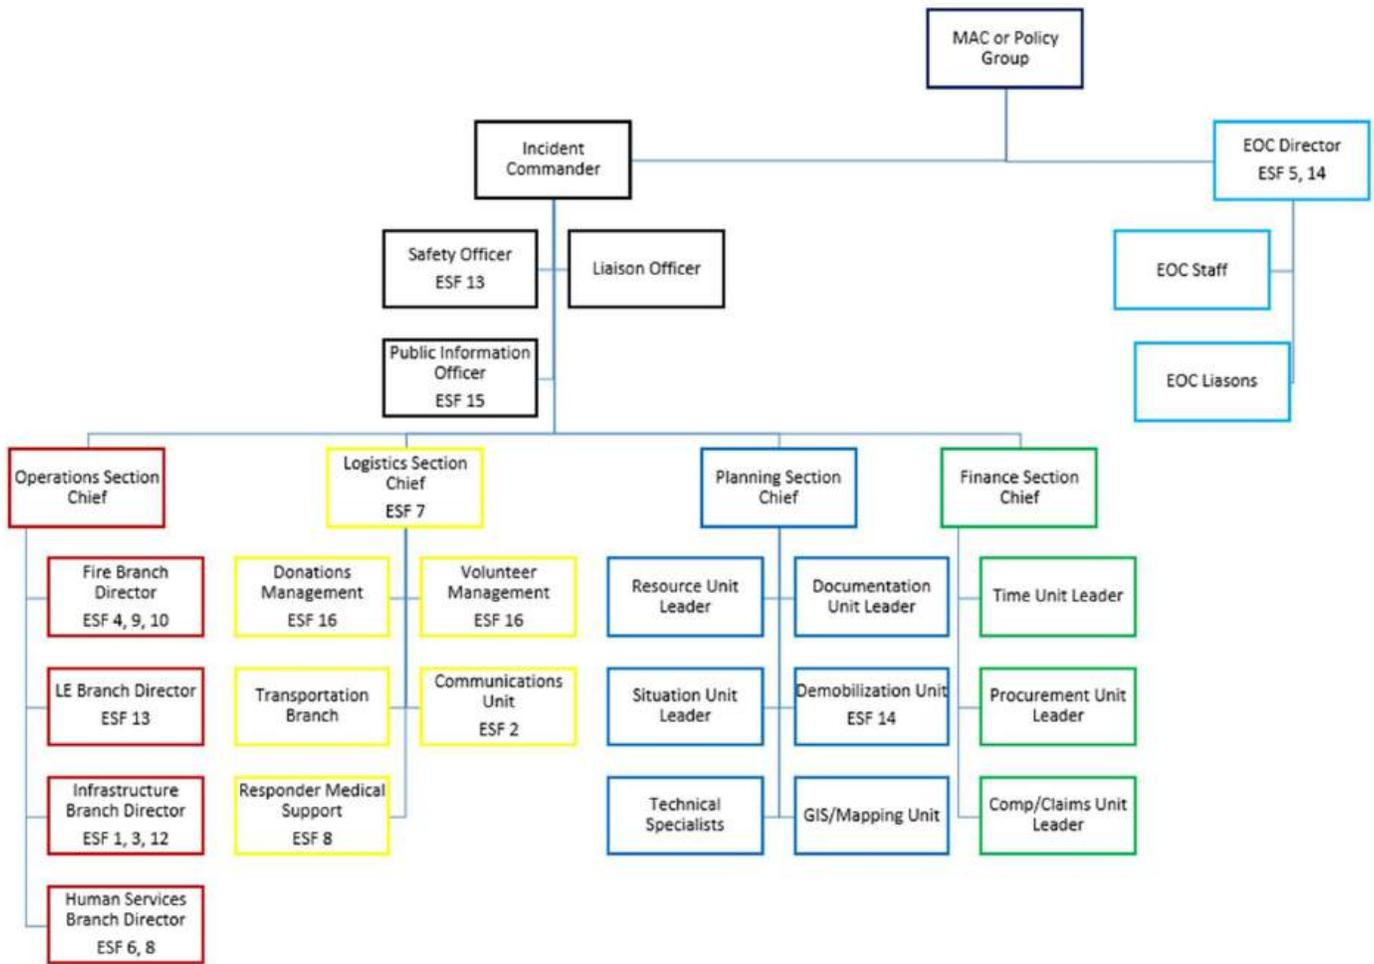 MAC or Policy
Group
Incident
Commander
EOC Director
ESF 5, 14
Safety Officer
ESF 13
Liaison Officer
EOC Staff
Public Information
Officer
ESF 15
EOC Liasons
Operations Section
Chief
Logistics Section
Chief
ESF 7
Planning Section
Chief
Finance Section
Chief
Fire Branch
Director
ESF 4, 9, 10
Donations
Management
ESF 16
Volunteer
Management
ESF 16
Resource Unit
Leader
Documentation
Unit Leader
Time Unit Leader
LE Branch Director
ESF 13
Transportation
Branch
Communications
Unit
ESF 2
Situation Unit
Leader
Demobilization Unit
ESF 14
Procurement Unit
Leader
Infrastructure
Branch Director
ESF 1, 3, 12
Responder Medical
Support
ESF 8
Technical
Specialists
GIS/Mapping Unit
Comp/Claims Unit
Leader
Human Services
Branch Director
ESF 6, 8